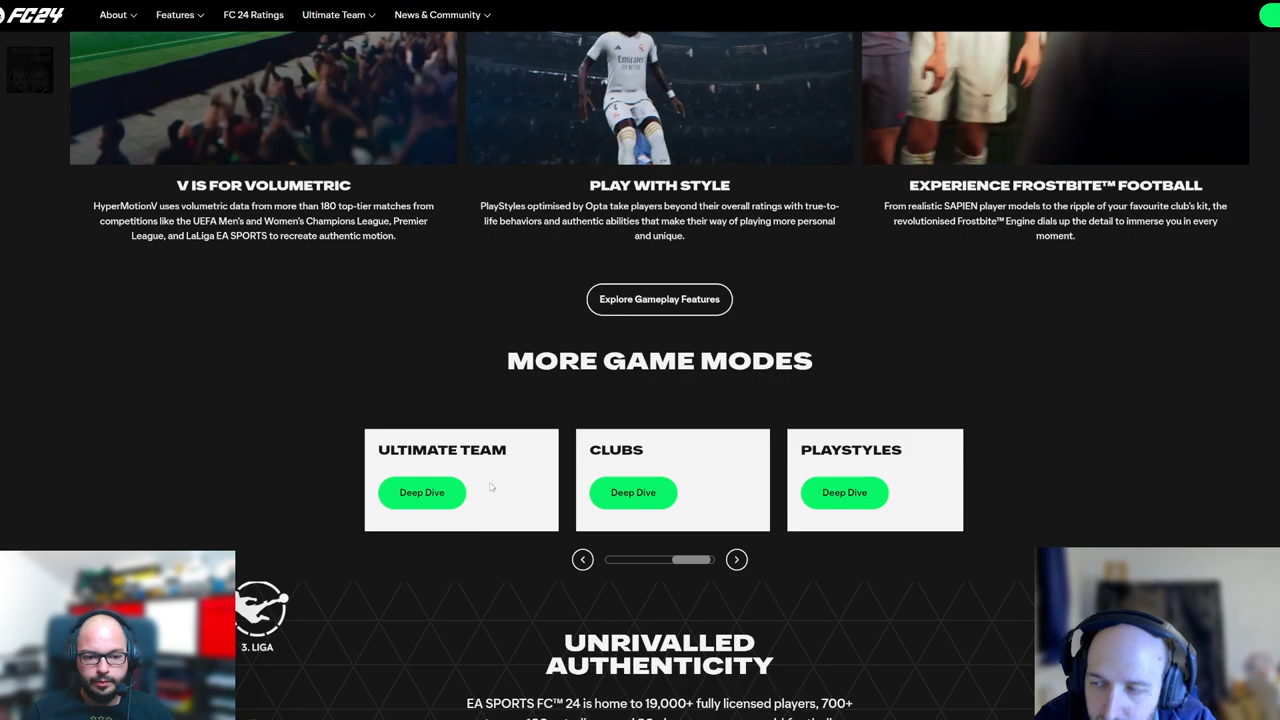 FC24
About
Features
FC 24 Ratings
Ultimate Team
News & Community
Emirates
V IS FOR VOLUMETRIC
HyperMotionV uses volumetric data from more than 180 top-tier matches from
competitions like the UEFA Men's and Women's Champions League, Premier
League, and LaLiga EA SPORTS to recreate authentic motion.
PLAY WITH STYLE
PlayStyles optimised by Opta take players beyond their overall ratings with true-to-
life behaviors and authentic abilities that make their way of playing more personal
and unique.
EXPERIENCE FROSTBITE™ FOOTBALL
From realistic SAPIEN player models to the ripple of your favourite club's kit, the
revolutionised Frostbite™ Engine dials up the detail to immerse you in every
moment.
Explore Gameplay Features
MORE GAME MODES
ULTIMATE TEAM
Deep Dive
CLUBS
Deep Dive
PLAYSTYLES
Deep Dive
3. LIGA
UNRIVALLED
AUTHENTICITY
EA SPORTS FC™ 24 is home to 19,000+ fully licensed players, 700+